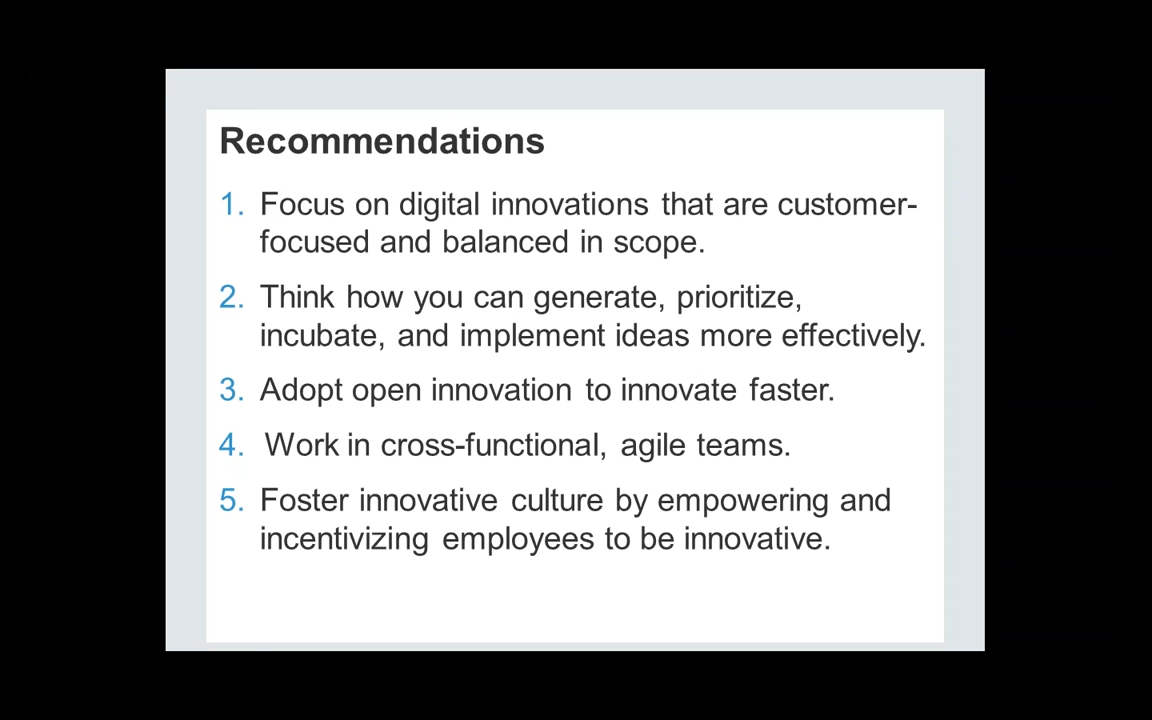 Recommendations
1. Focus on digital innovations that are customer-
focused and balanced in scope.
2. Think how you can generate, prioritize,
incubate, and implement ideas more effectively.
3. Adopt open innovation to innovate faster.
4. Work in cross-functional, agile teams.
5. Foster innovative culture by empowering and
incentivizing employees to be innovative.